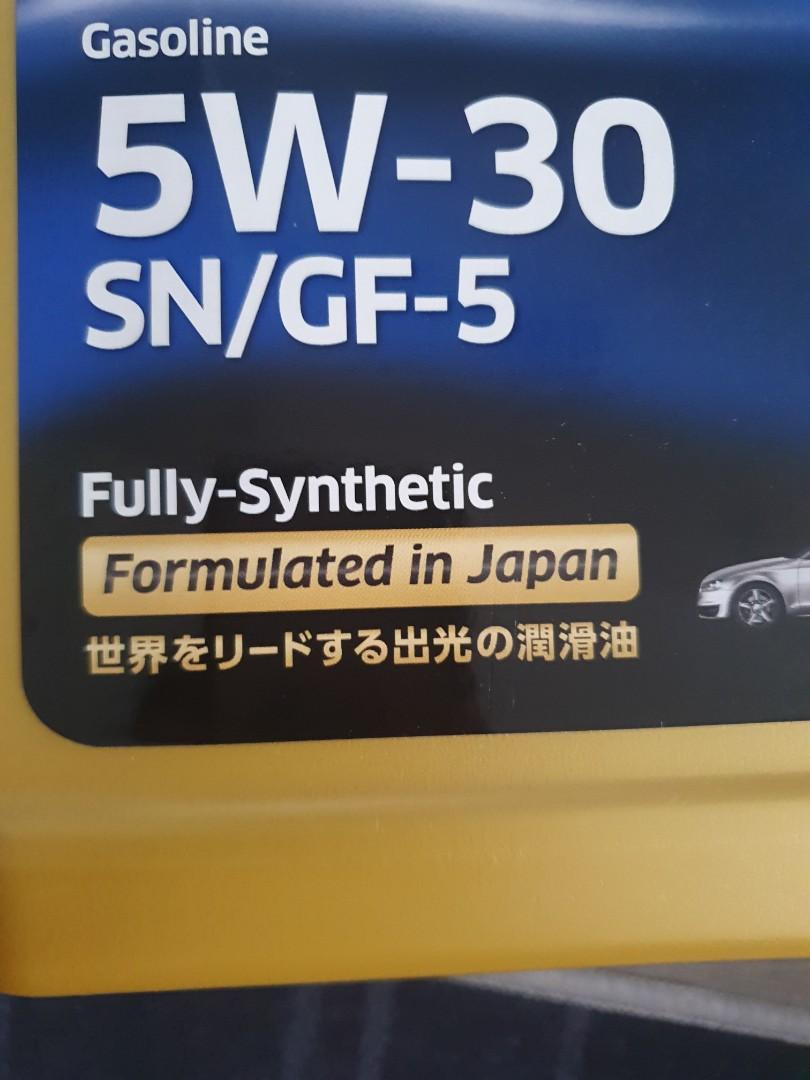 Gasoline
5W-30
SN/GF-5
Fully-Synthetic
Formulated in Japan
世界をリードする出光の潤滑油